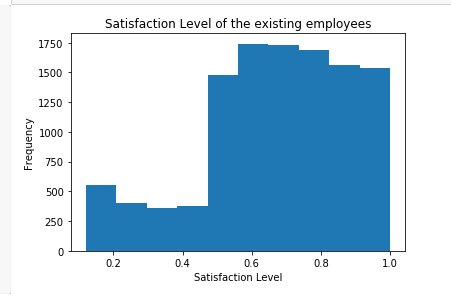 Satisfaction Level of the existing employees
1750
1500
1250
1000
750
500
250
0
Frequency
0.2 0.4 0.6 0.8 1.0
Satisfaction Level